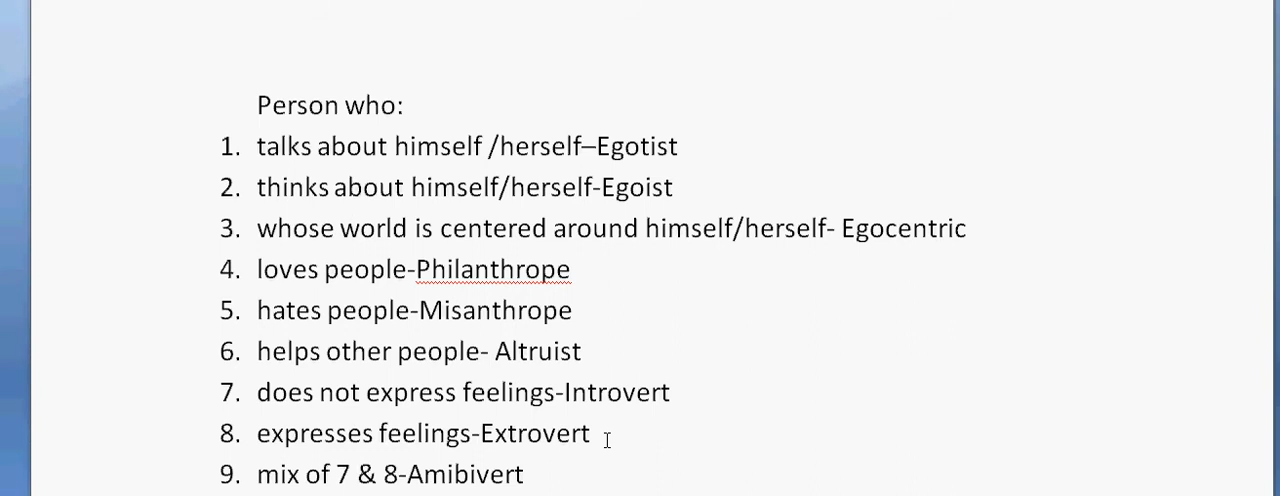 Person who:
1. talks about himself /herself–Egotist
2. thinks about himself/herself-Egoist
3. whose world is centered around himself/herself- Egocentric
4. loves people-Philanthrope
5. hates people-Misanthrope
6. helps other people- Altruist
7. does not express feelings-Introvert
8. expresses feelings-Extrovert
9. mix of 7 & 8-Amibivert